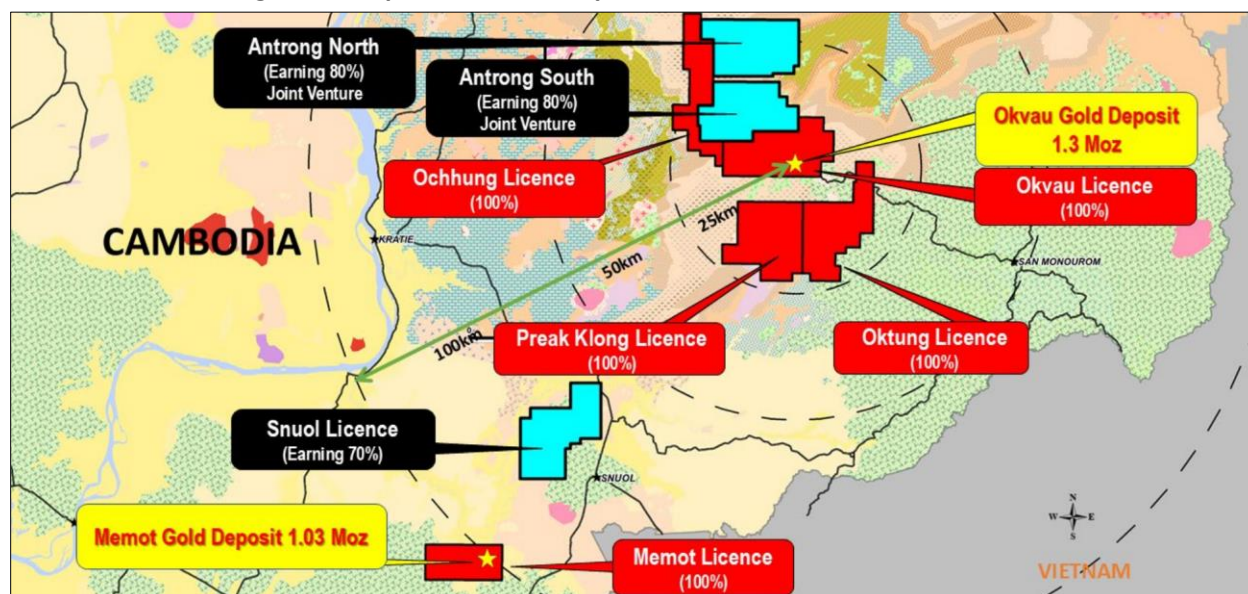 Antrong North
(Earning 80%)
Joint Venture
Antrong South
(Earning 80%)
Joint Venture
Okvau Gold Deposit
1.3 Moz
Ochhung Licence
(100%)
Okvau Licence
(100%)
25km
CAMBODIA
KRATIE
50km
SAN MONOUROM
100km
Preak Klong Licence
(100%)
Oktung Licence
(100%)
Snuol Licence
(Earning 70%)
SNUOL
Memot Gold Deposit 1.03 Moz
Memot Licence
(100%)
N
W E
S
VIETNAM